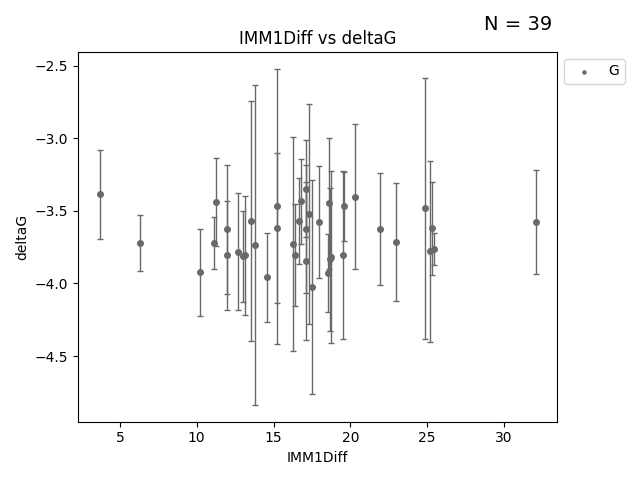 N = 39
IMM1Diff vs deltaG
G
−2.5
−3.0
−3.5
−4.0
−4.5
deltaG
5 10 15 20 25 30
IMM1Diff